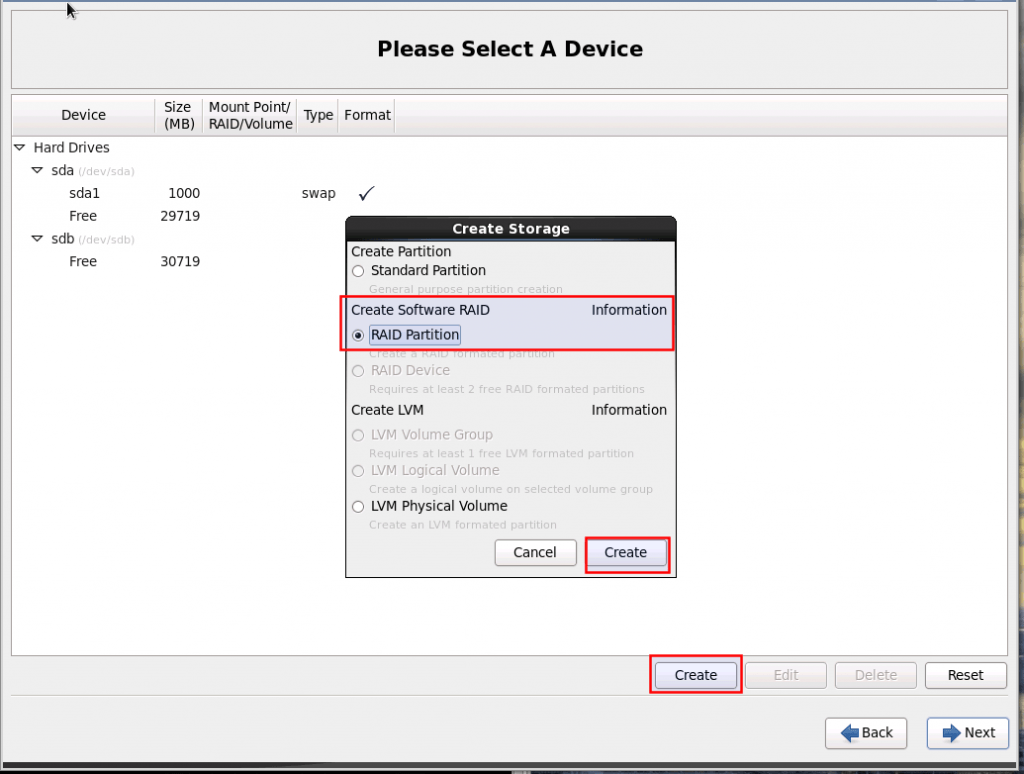 Please Select A Device
Device Size (MB) Mount Point/ RAID/Volume Type Format
Hard Drives
sda (/dev/sda)
sda1 1000 swap ✓
Free 29719
sdb (/dev/sdb)
Free 30719
Create Storage
Create Partition
Standard Partition
General purpose partition creation
Create Software RAID Information
RAID Partition
Create a RAID formated partition
RAID Device
Requires at least 2 free RAID formated partitions
Create LVM Information
LVM Volume Group
Requires at least 1 free LVM formated partition
LVM Logical Volume
Create a logical volume on selected volume group
LVM Physical Volume
Create an LVM formated partition
Cancel Create
Create Edit Delete Reset
Back Next